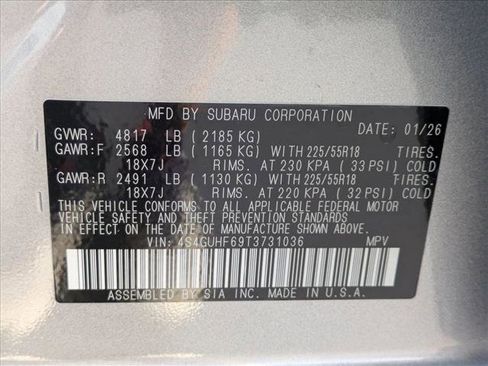 MFD BY SUBARU CORPORATION
DATE: 01/26
GVWR: 4817 LB (2185 KG)
GAWR:F 2568 LB (1165 KG) WITH 225/55R18 TIRES.
18X7J RIMS. AT 230 KPA (33 PSI) COLD
GAWR:R 2491 LB (1130 KG) WITH 225/55R18 TIRES.
18X7J RIMS. AT 220 KPA (32 PSI) COLD
THIS VEHICLE CONFORMS TO ALL APPLICABLE FEDERAL MOTOR
VEHICLE SAFETY AND THEFT PREVENTION STANDARDS
IN EFFECT ON THE DATE OF MANUFACTURE SHOWN ABOVE.
VIN: 4S4GUHF69T3731036 MPV
ASSEMBLED BY SIA INC. MADE IN U.S.A.